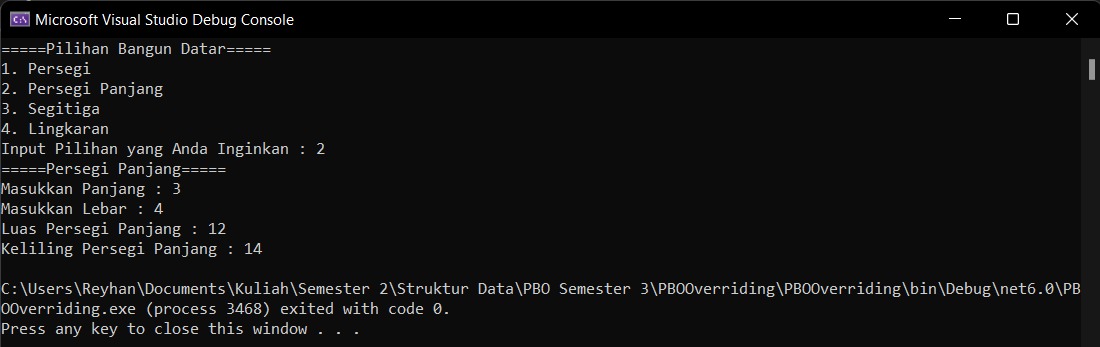 Microsoft Visual Studio Debug Console
=====Pilihan Bangun Datar=====
1. Persegi
2. Persegi Panjang
3. Segitiga
4. Lingkaran
Input Pilihan yang Anda Inginkan : 2
=====Persegi Panjang=====
Masukkan Panjang : 3
Masukkan Lebar : 4
Luas Persegi Panjang : 12
Keliling Persegi Panjang : 14
C:\Users\Reyhan\Documents\Kuliah\Semester 2\Struktur Data\PBO Semester 3\PBOOverriding\PBOOverriding\bin\Debug\net6.0\PB
OOverriding.exe (process 3468) exited with code 0.
Press any key to close this window . . .